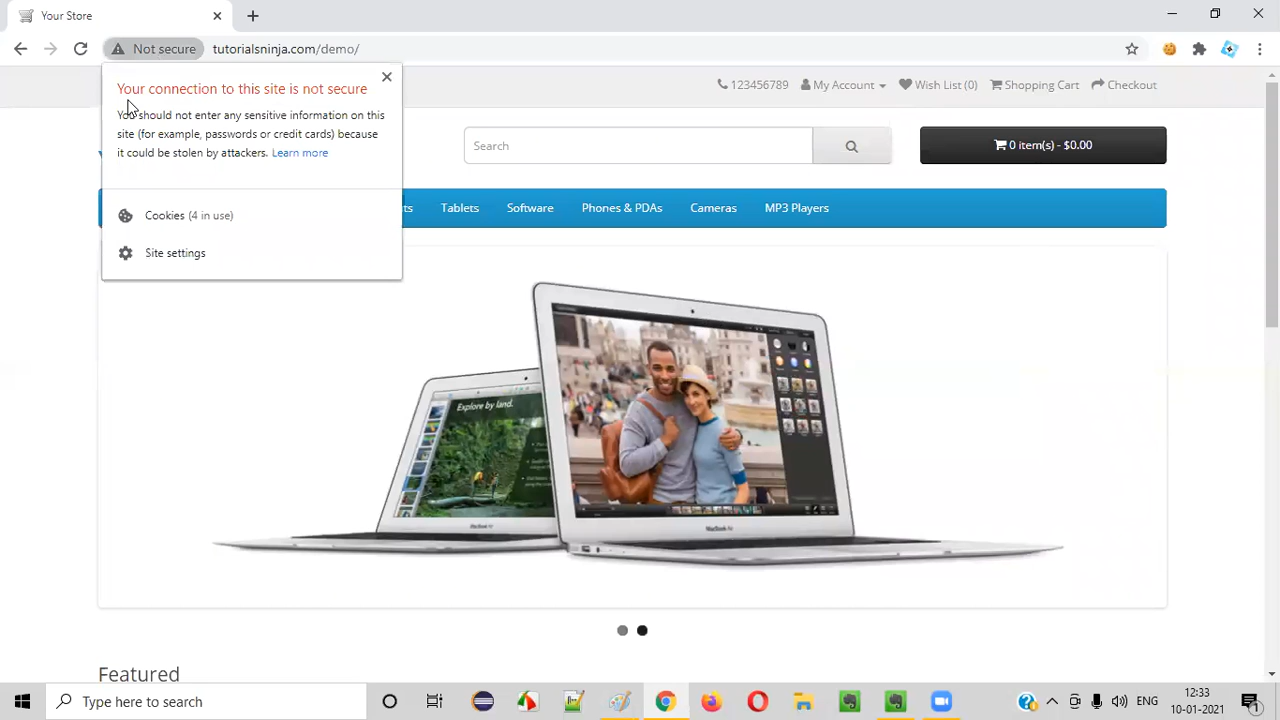 Your Store
Not secure
tutorialsninja.com/demo/
Your connection to this site is not secure
You should not enter any sensitive information on this
site (for example, passwords or credit cards) because
it could be stolen by attackers. Learn more
Cookies (4 in use)
Site settings
123456789 My Account Wish List (0) Shopping Cart Checkout
Search
0 item(s) - $0.00
Tablets Software Phones & PDAs Cameras MP3 Players
Explore by land.
MacBook Air
MacBook Air
Featured
Type here to search
ENG
12:33
10-01-2021